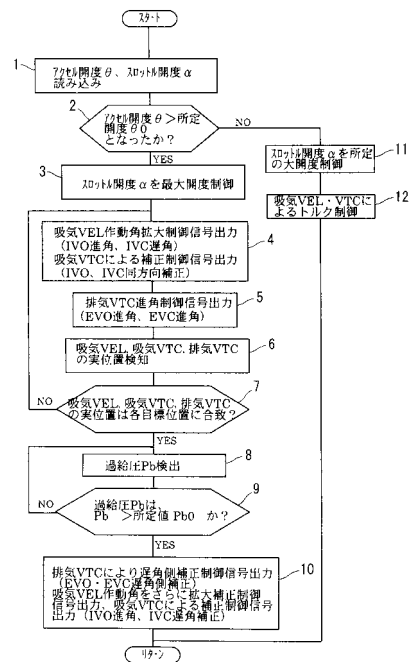 スタート
1
アクセル開度θ、スロットル開度α
読み込み
2
アクセル開度θ＞所定
開度θ0
となったか？
NO
YES
3
スロットル開度αを最大開度制御
11
スロットル開度αを所定
の大開度制御
12
吸気VEL・VTCに
よるトルク制御
吸気VEL作動角拡大制御信号出力
(IVO進角、IVC遅角)
吸気VTCによる補正制御信号出力
(IVO、IVC同方向補正)
4
排気VTC進角制御信号出力
(EVO進角、EVC進角)
5
吸気VEL,吸気VTC,排気VTC
の実位置検知
6
吸気VEL,吸気VTC,排気VTC
の実位置は各目標位置に合致？
7
NO
YES
過給圧Pb検出
8
過給圧Pbは、
Pb ＞所定値Pb0 か？
9
NO
YES
排気VTCにより遅角側補正制御信号出力
(EVO・EVC遅角側補正)
吸気VEL作動角をさらに拡大補正制御
信号出力、吸気VTCによる補正制御信号
出力(IVO進角、IVC遅角補正)
10
リターン